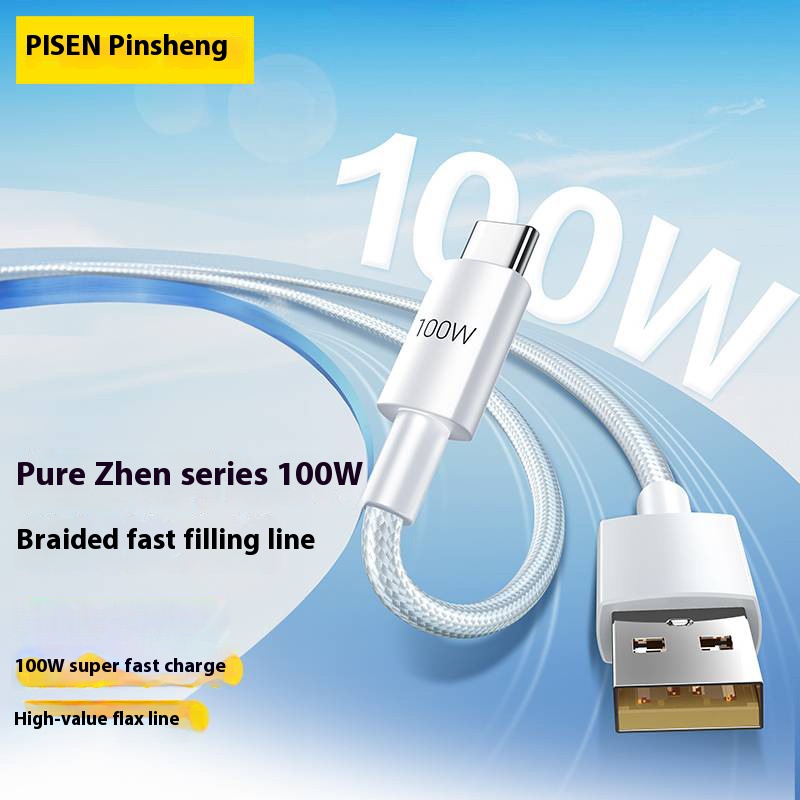 PISEN Pinsheng
100W
100W
Pure Zhen series 100W
Braided fast filling line
100W super fast charge
High-value flax line